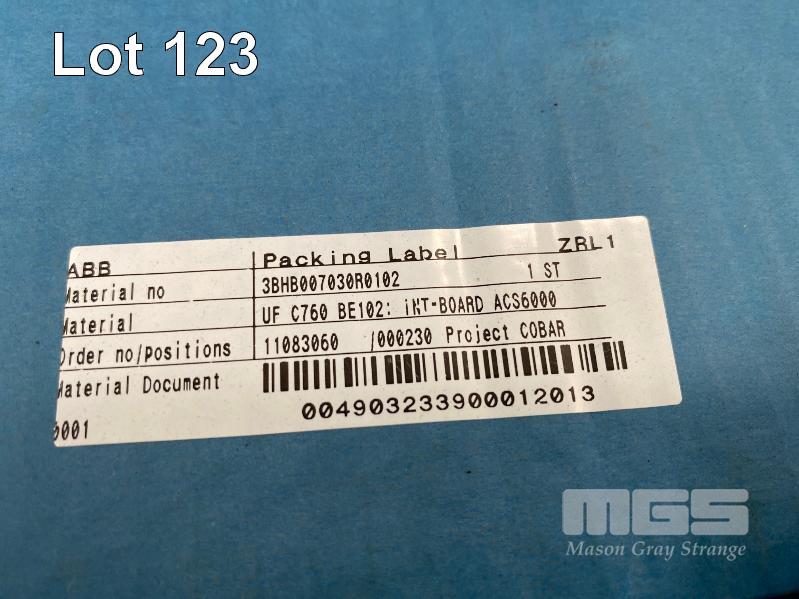 Lot 123
ABB Packing Label ZRL1
Material no 3BHB007030R0102 1 ST
Material UF C760 BE102: iNT-BOARD ACS6000
Order no/positions 11083060 /000230 Project COBAR
Material Document
004903233900012013
0001
MGS
Mason Gray Strange